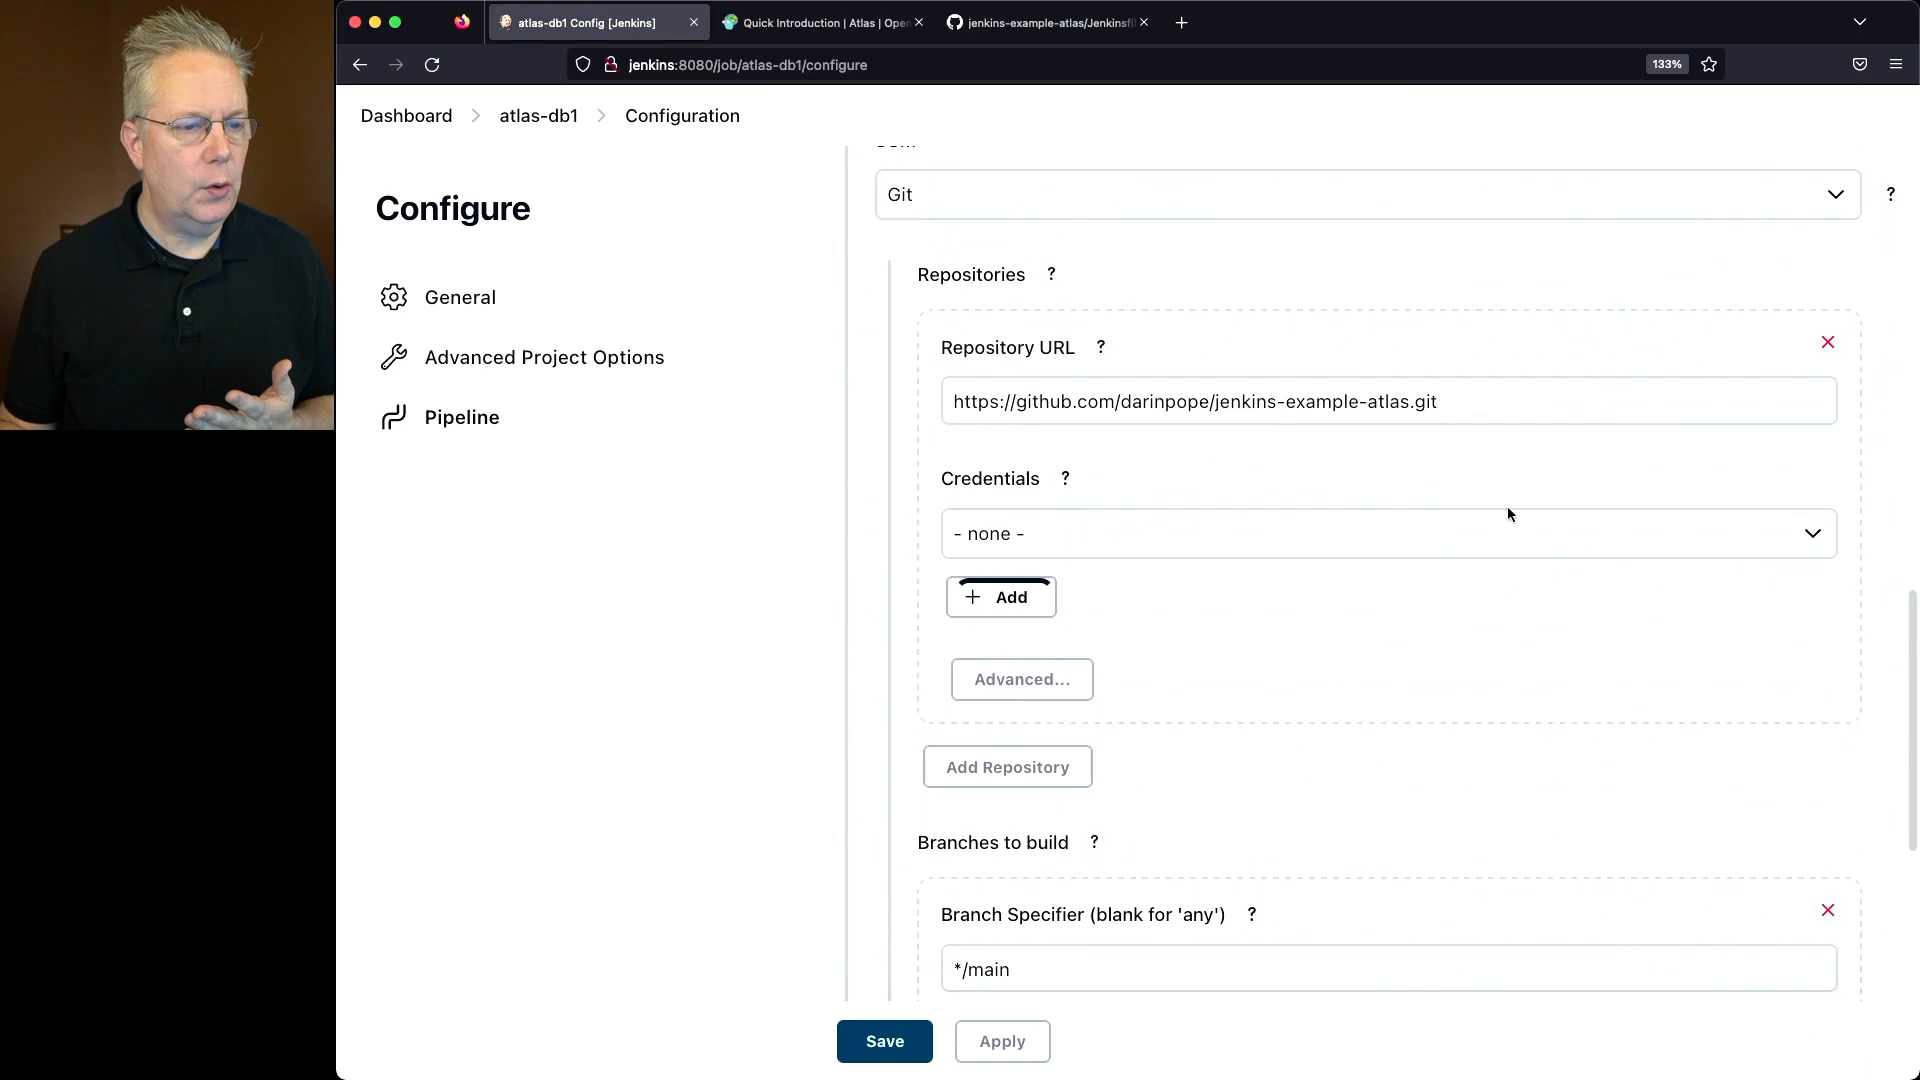 atlas-db1 Config [Jenkins]
Quick Introduction | Atlas | Open
jenkins-example-atlas/Jenkinsfil
jenkins:8080/job/atlas-db1/configure
133%
Dashboard
atlas-db1
Configuration
Configure
General
Advanced Project Options
Pipeline
Git
?
Repositories ?
Repository URL ?
https://github.com/darinpope/jenkins-example-atlas.git
Credentials ?
- none -
+ Add
Advanced...
Add Repository
Branches to build ?
Branch Specifier (blank for 'any') ?
*/main
Save
Apply